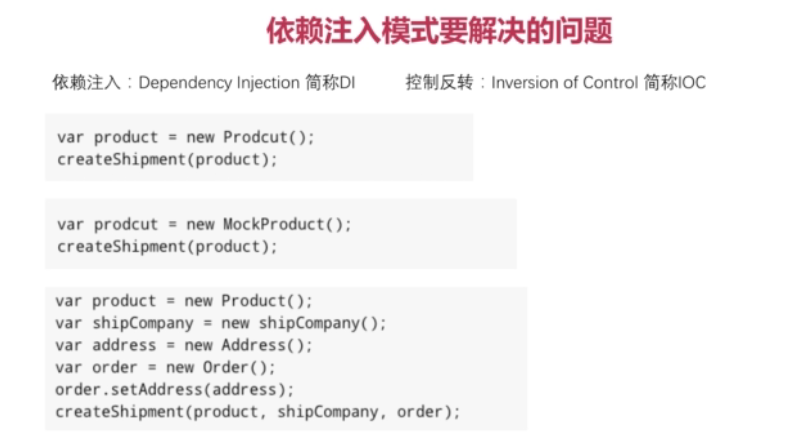 依赖注入模式要解决的问题
依赖注入：Dependency Injection 简称DI 控制反转：Inversion of Control 简称IOC
var product = new Prodcut();
createShipment(product);
var prodcut = new MockProduct();
createShipment(product);
var product = new Product();
var shipCompany = new shipCompany();
var address = new Address();
var order = new Order();
order.setAddress(address);
createShipment(product, shipCompany, order);